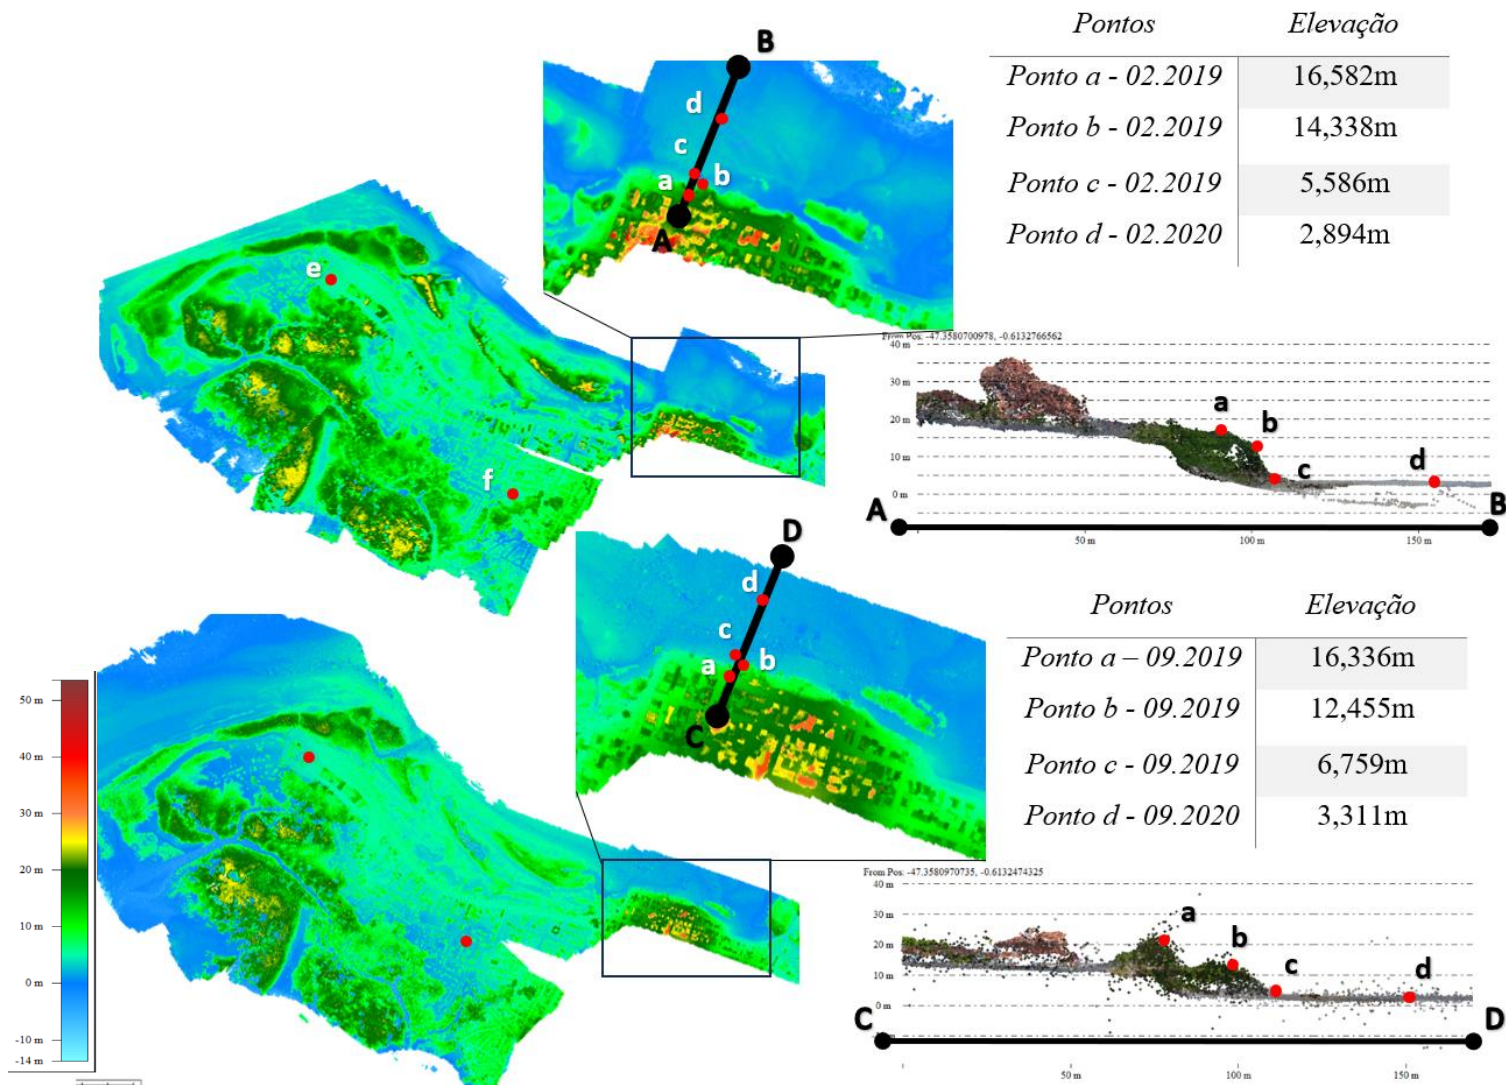 Pontos Elevação
Ponto a - 02.2019 16,582m
Ponto b - 02.2019 14,338m
Ponto c - 02.2019 5,586m
Ponto d - 02.2020 2,894m
B
d
c
b
a
A
e
f
From Pos: -47.3580700978, -0.6132766562
40 m
30 m
20 m
10 m
0 m
a
b
c
d
A
B
50 m 100 m 150 m
D
d
c
b
a
C
Pontos Elevação
Ponto a – 09.2019 16,336m
Ponto b - 09.2019 12,455m
Ponto c - 09.2019 6,759m
Ponto d - 09.2020 3,311m
50 m
40 m
30 m
20 m
10 m
0 m
-10 m
-14 m
From Pos: -47.3580970735, -0.6132474325
40 m
30 m
20 m
10 m
0 m
a
b
c
d
C
D
50 m 100 m 150 m